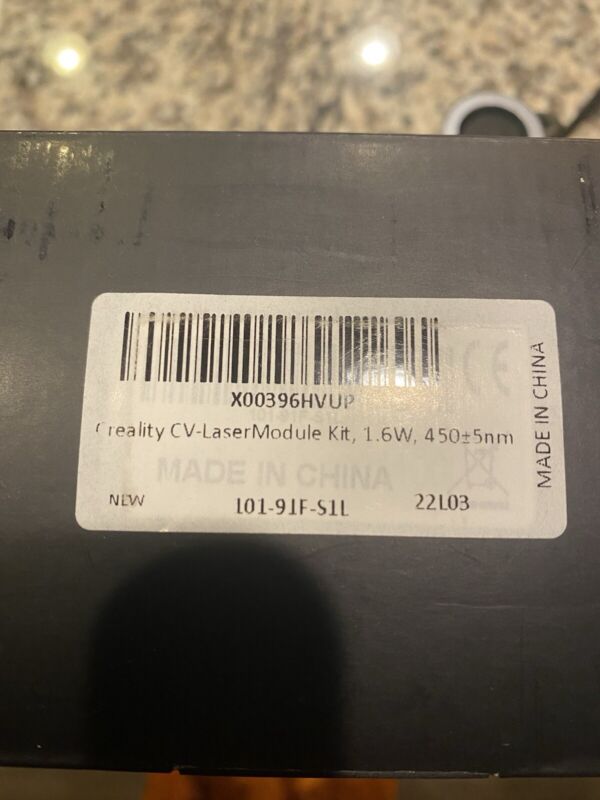 X00396HVUP
Creality CV-LaserModule Kit, 1.6W, 450±5nm
MADE IN CHINA
NEW 101-91F-S1L 22L03
MADE IN CHINA